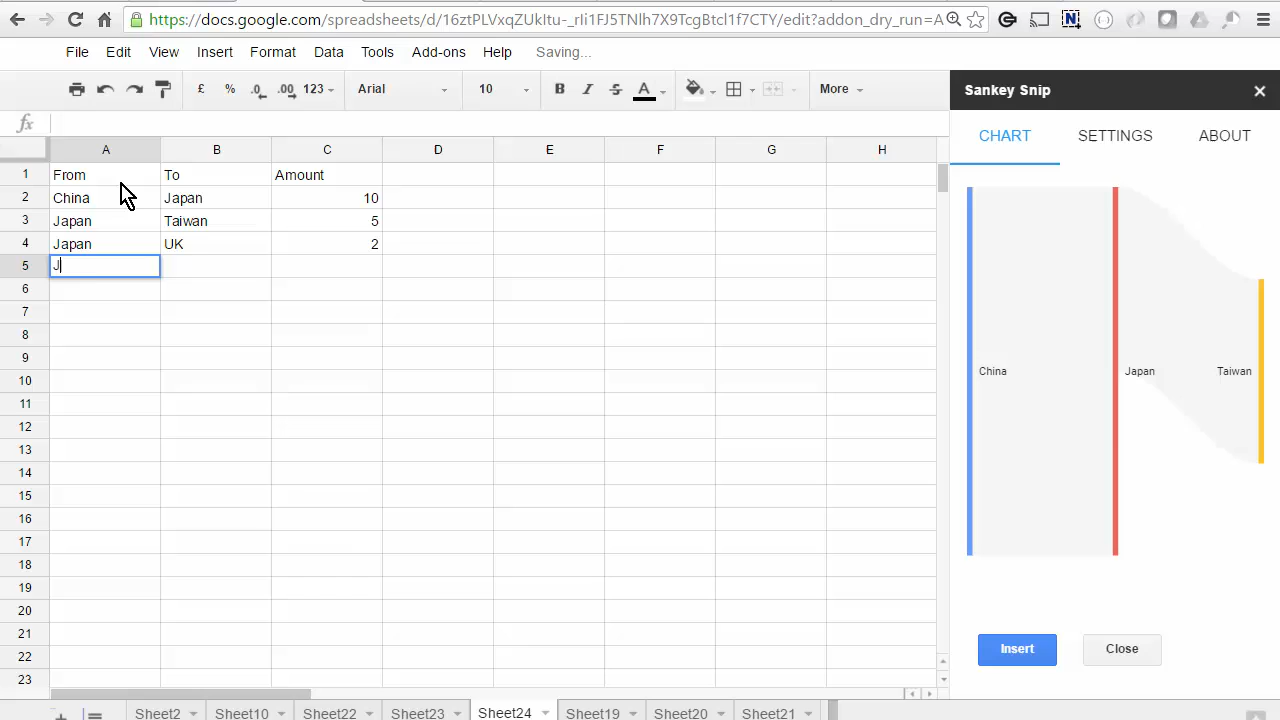 https://docs.google.com/spreadsheets/d/16ztPLVxqZUkItu-_rIi1FJ5TNlh7X9TcgBtcl1f7CTY/edit?addon_dry_run=A
File Edit View Insert Format Data Tools Add-ons Help Saving...
£ % .0 .00 123 Arial 10 B I S A More
fx
Sankey Snip
CHART SETTINGS ABOUT
A B C D E F G H
1 From To Amount
2 China Japan 10
3 Japan Taiwan 5
4 Japan UK 2
5 J
6
7
8
9
10
11
12
13
14
15
16
17
18
19
20
21
22
23
China Japan Taiwan
Insert Close
Sheet2 Sheet10 Sheet22 Sheet23 Sheet24 Sheet19 Sheet20 Sheet21